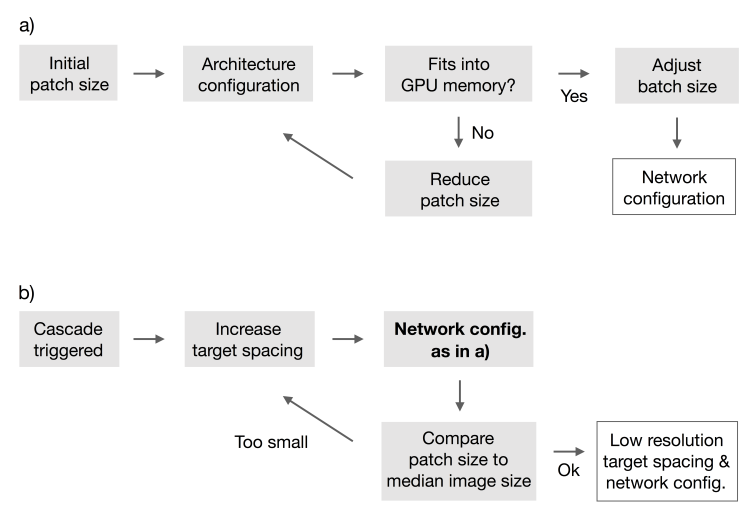 a)
Initial
patch size
Architecture
configuration
Fits into
GPU memory?
Yes
Adjust
batch size
No
Reduce
patch size
Network
configuration
b)
Cascade
triggered
Increase
target spacing
Network config.
as in a)
Too small
Compare
patch size to
median image size
Ok
Low resolution
target spacing &
network config.